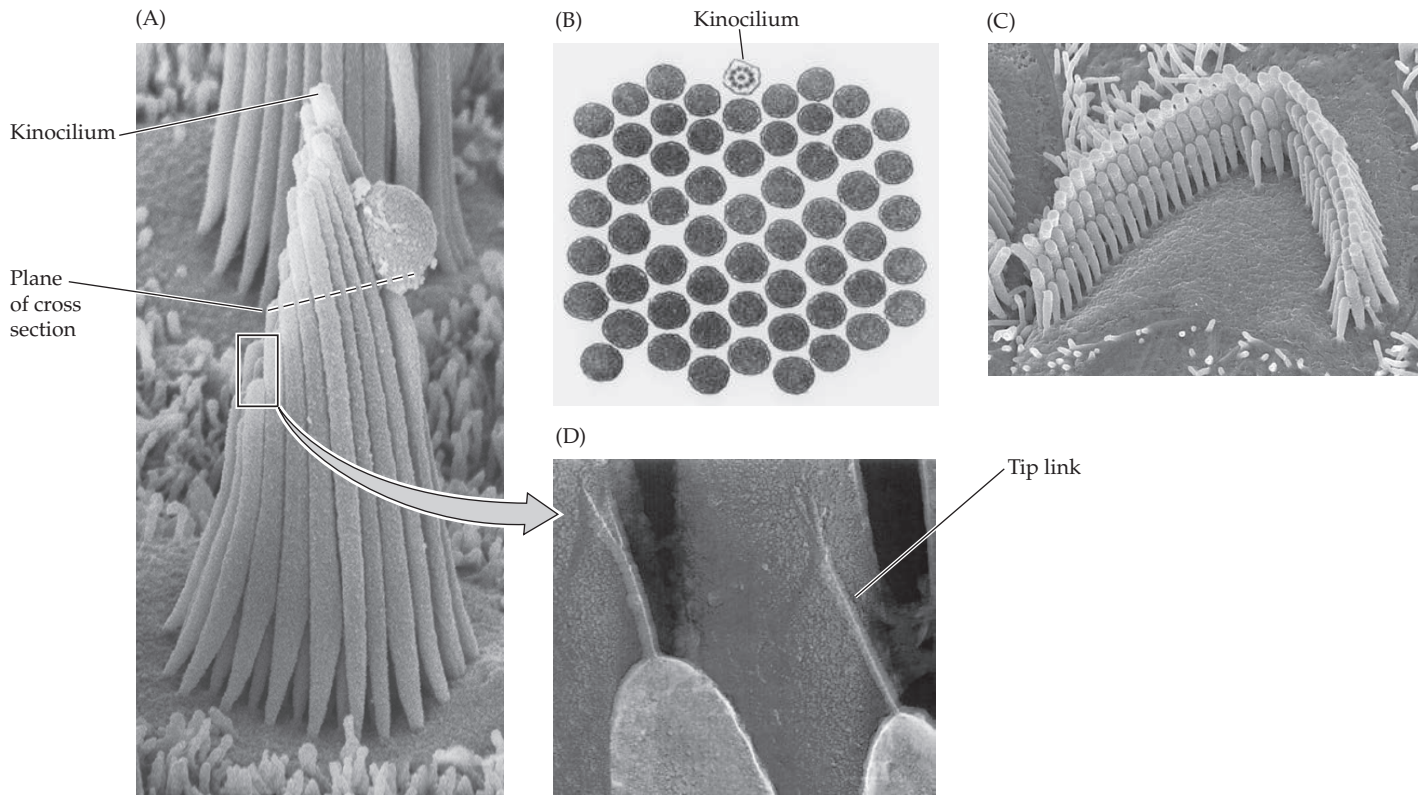 (A)
Kinocilium
Plane
of cross
section
(B)
Kinocilium
(C)
(D)
Tip link